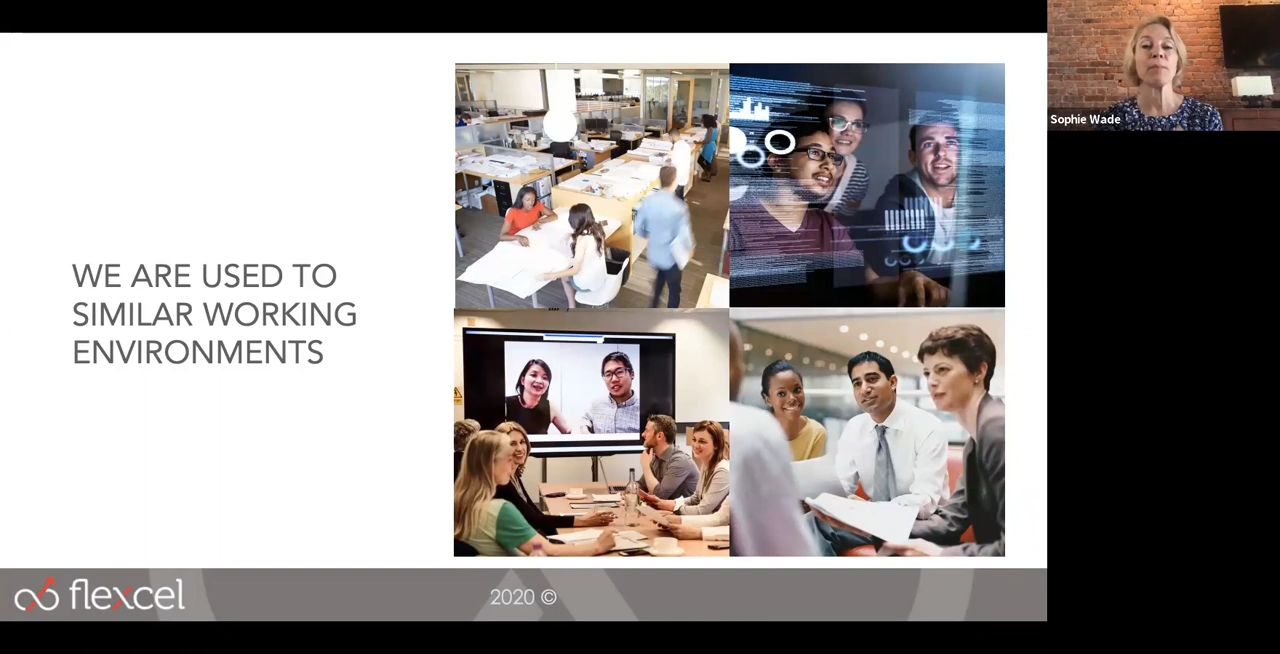 WE ARE USED TO
SIMILAR WORKING
ENVIRONMENTS
flexcel
2020 ©
Sophie Wade